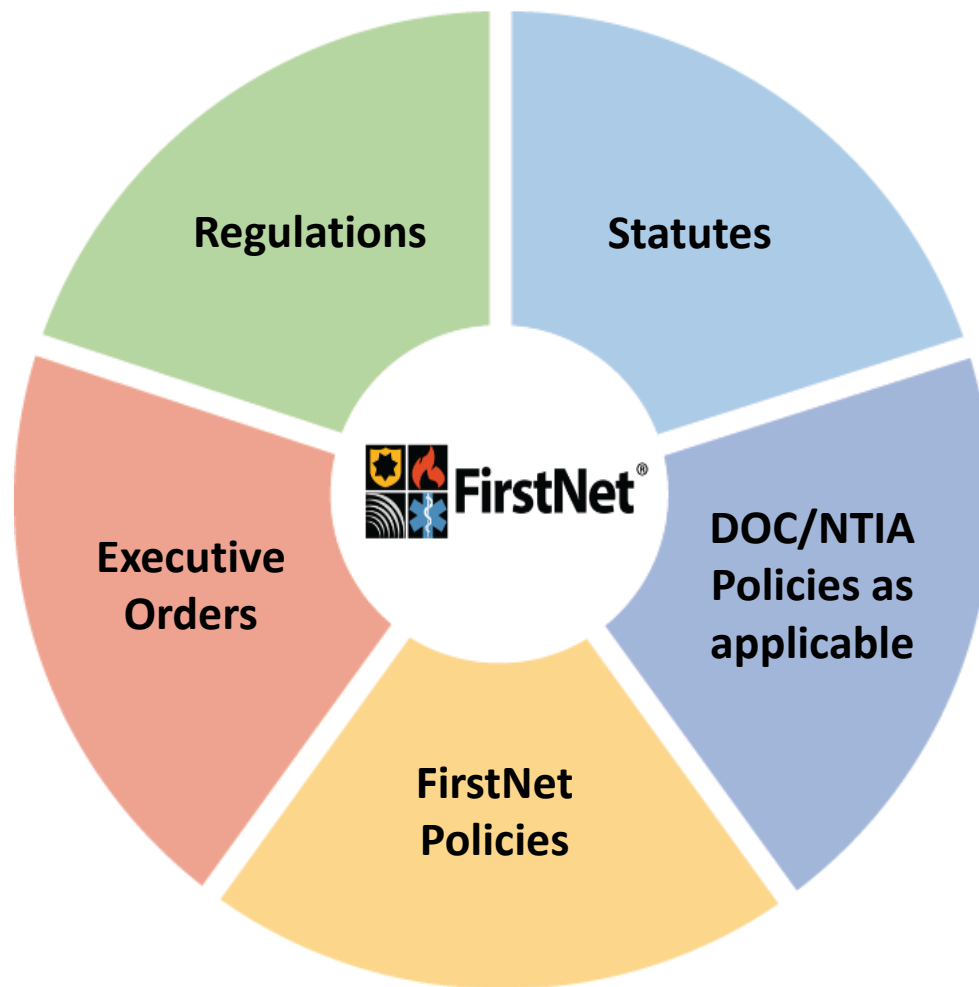 Regulations
Statutes
FirstNet®
Executive
Orders
DOC/NTIA
Policies as
applicable
FirstNet
Policies